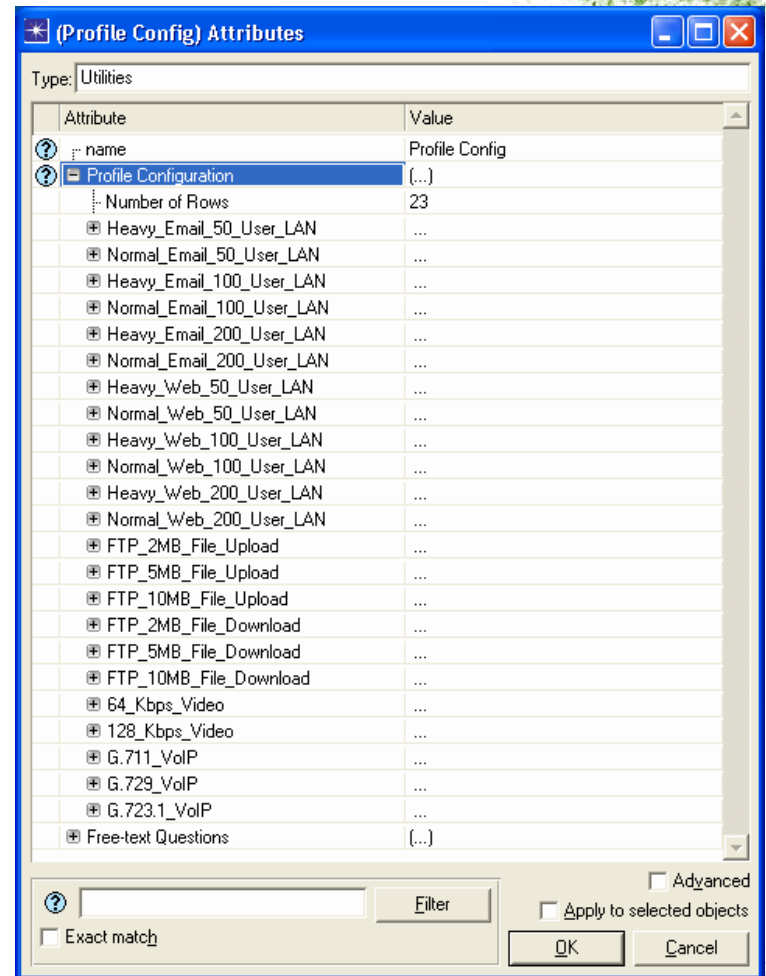 (Profile Config) Attributes
Type: Utilities
Attribute Value
name Profile Config
Profile Configuration (...)
Number of Rows 23
Heavy_Email_50_User_LAN ...
Normal_Email_50_User_LAN ...
Heavy_Email_100_User_LAN ...
Normal_Email_100_User_LAN ...
Heavy_Email_200_User_LAN ...
Normal_Email_200_User_LAN ...
Heavy_Web_50_User_LAN ...
Normal_Web_50_User_LAN ...
Heavy_Web_100_User_LAN ...
Normal_Web_100_User_LAN ...
Heavy_Web_200_User_LAN ...
Normal_Web_200_User_LAN ...
FTP_2MB_File_Upload ...
FTP_5MB_File_Upload ...
FTP_10MB_File_Upload ...
FTP_2MB_File_Download ...
FTP_5MB_File_Download ...
FTP_10MB_File_Download ...
64_Kbps_Video ...
128_Kbps_Video ...
G.711_VoIP ...
G.729_VoIP ...
G.723.1_VoIP ...
Free-text Questions (...)
Advanced
Filter
Apply to selected objects
Exact match
OK Cancel